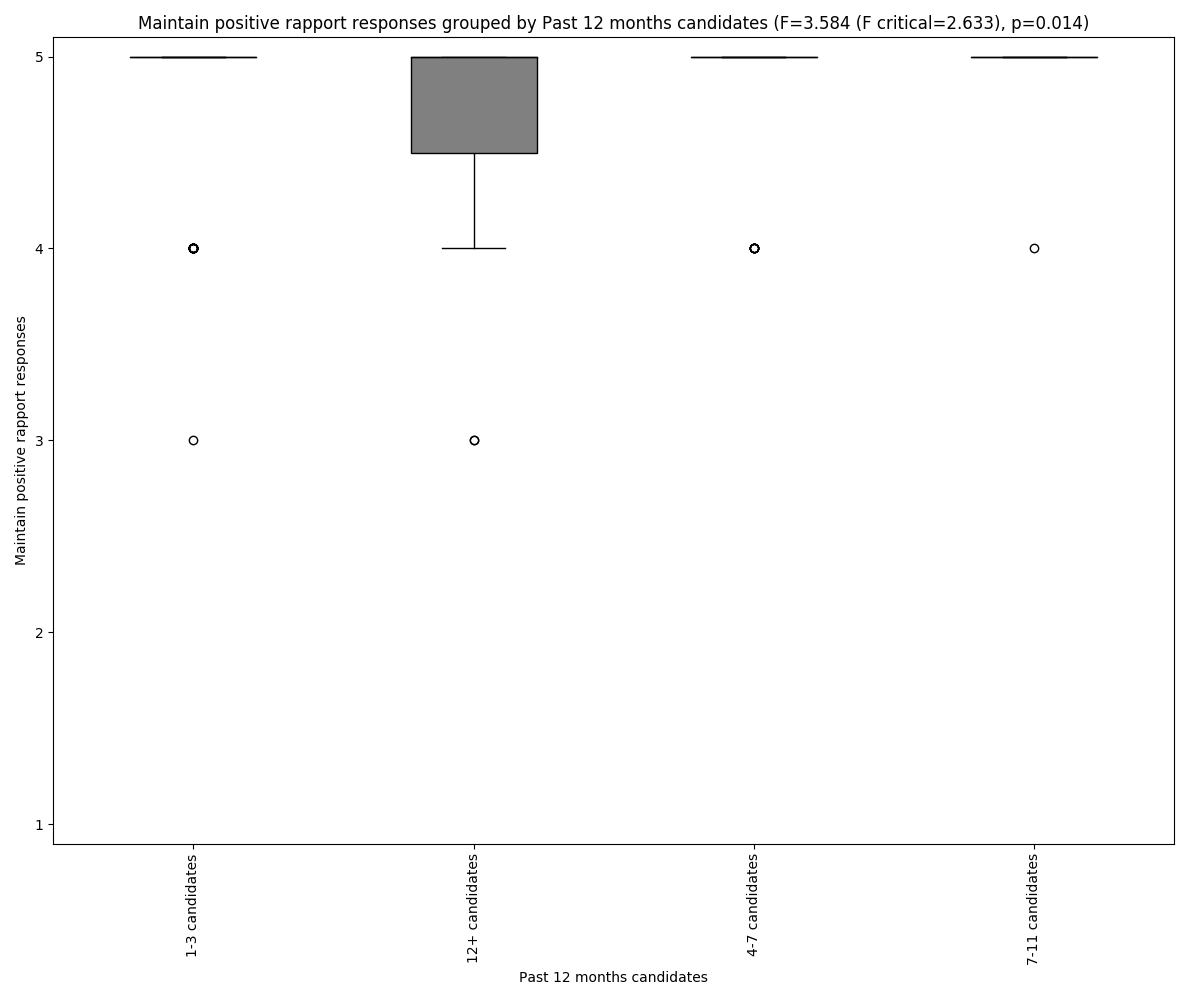 Maintain positive rapport responses grouped by Past 12 months candidates (F=3.584 (F critical=2.633), p=0.014)
Maintain positive rapport responses
5
4
3
2
1
1-3 candidates
12+ candidates
4-7 candidates
7-11 candidates
Past 12 months candidates